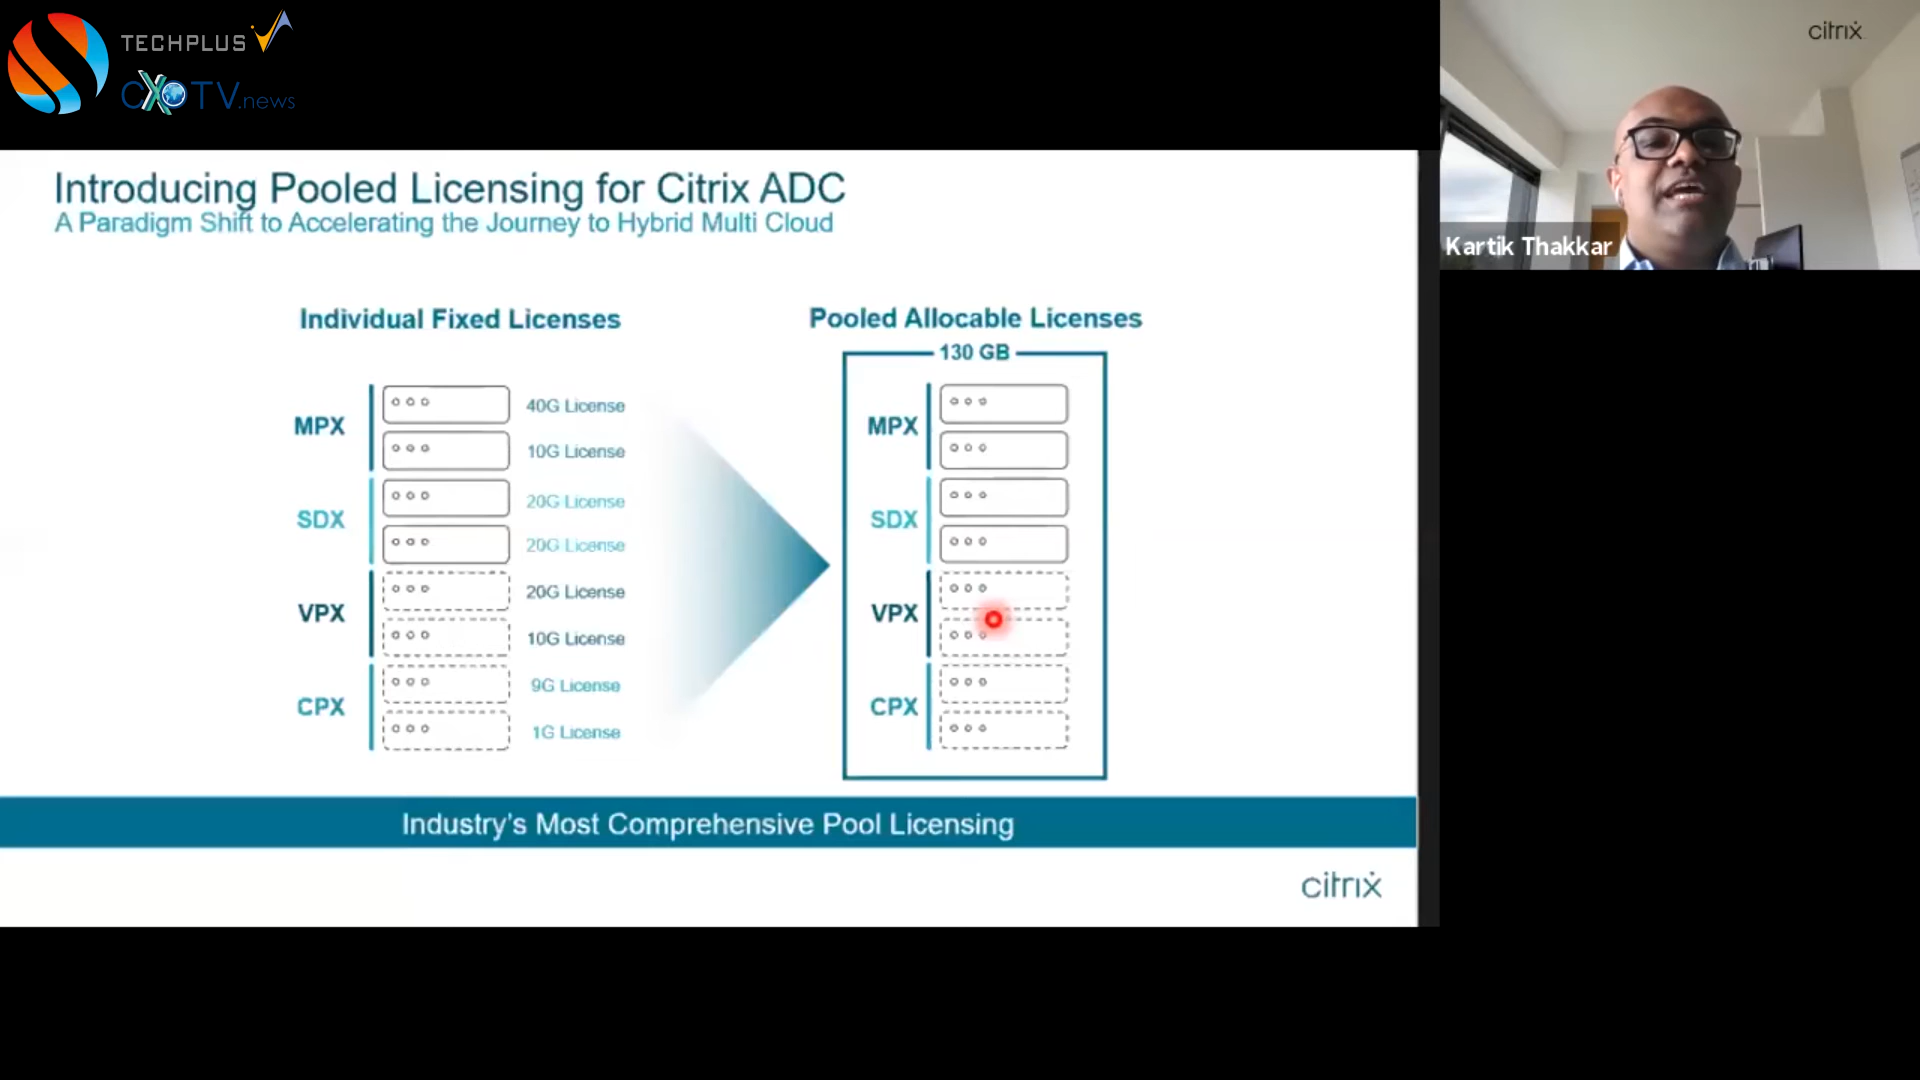 TECHPLUS
CXOTV.news
citrix
Kartik Thakkar
Introducing Pooled Licensing for Citrix ADC
A Paradigm Shift to Accelerating the Journey to Hybrid Multi Cloud
Individual Fixed Licenses
MPX
40G License
10G License
SDX
20G License
20G License
VPX
20G License
10G License
CPX
9G License
1G License
Pooled Allocable Licenses
130 GB
MPX
SDX
VPX
CPX
Industry's Most Comprehensive Pool Licensing
citrix